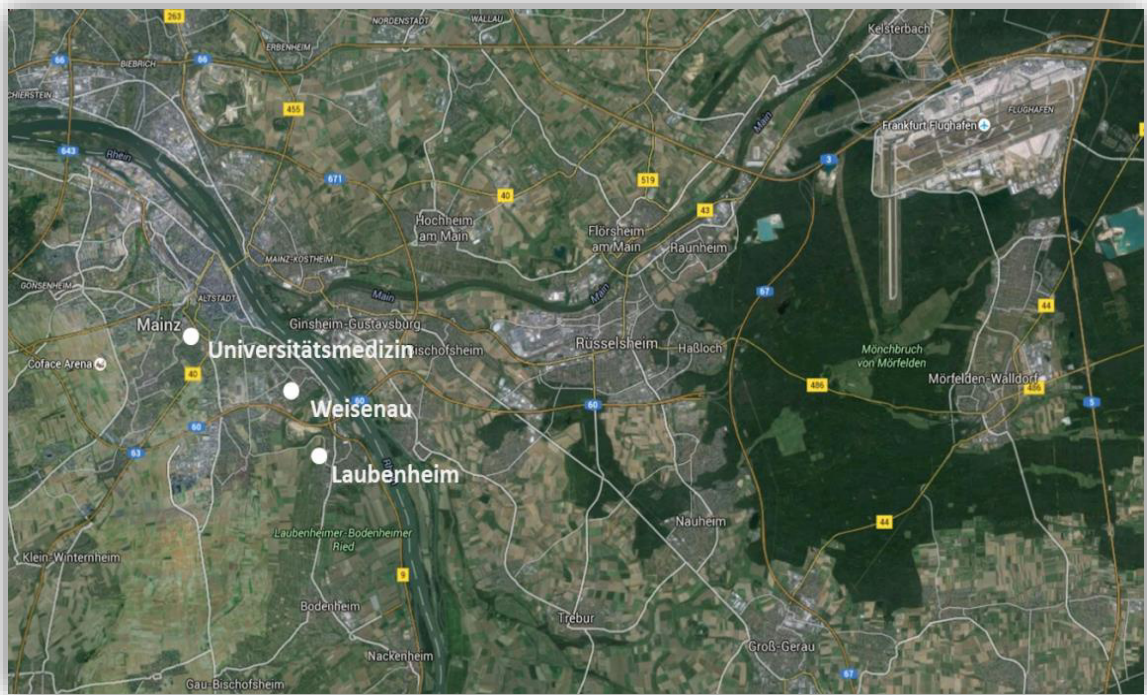 263
NORDENSTADT
WALLAU
Kelsterbach
ERBENHEIM
66
BIEBRICH
66
CHIERSTEIN
455
Main
FLUGHAFEN
Frankfurt Flughafen
643
Rhein
3
671
40
519
43
Hochheim
am Main
Flörsheim
am Main
Raunheim
MAINZ-KOSTHEIM
GONSENHEIM
ALTSTADT
Main
Main
67
44
Mainz
Ginsheim-Gustavsburg
Universitätsmedizin
Bischofsheim
Rüsselsheim
Haßloch
Mönchbruch
von Mörfelden
Coface Arena
40
Mörfelden-Walldorf
486
486
Weisenau
60
60
5
60
63
Laubenheim
Laubenheimer-Bodenheimer
Ried
Nauheim
44
Klein-Winternheim
9
Bodenheim
Trebur
Groß-Gerau
Nackenheim
67
Gau-Bischofsheim